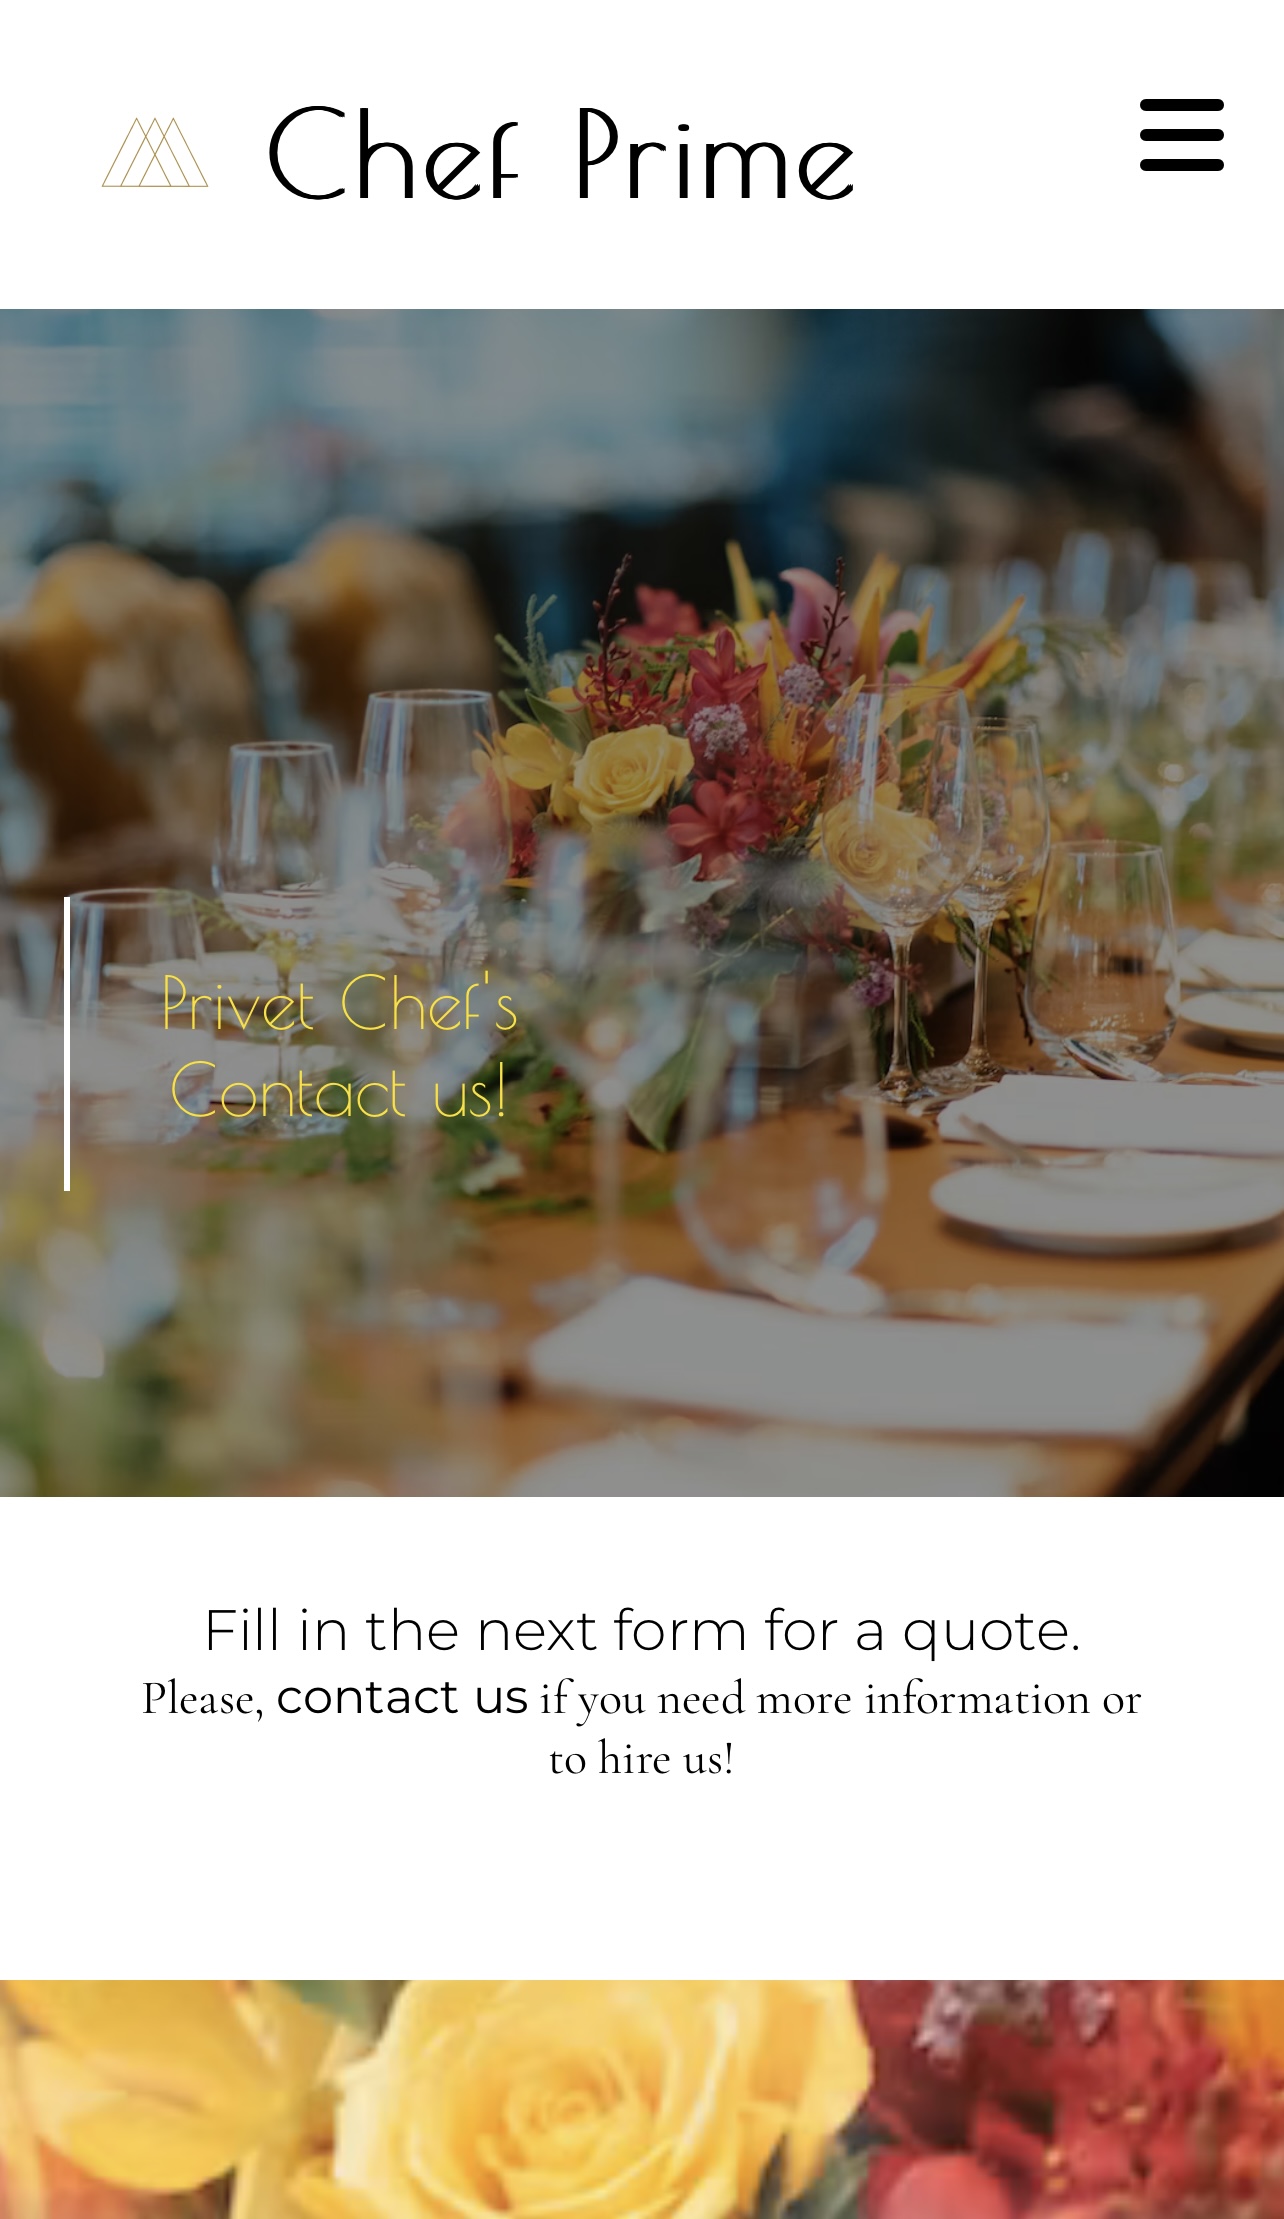 Chef Prime
Privet Chef's
Contact us!
Fill in the next form for a quote.
Please, contact us if you need more information or
to hire us!